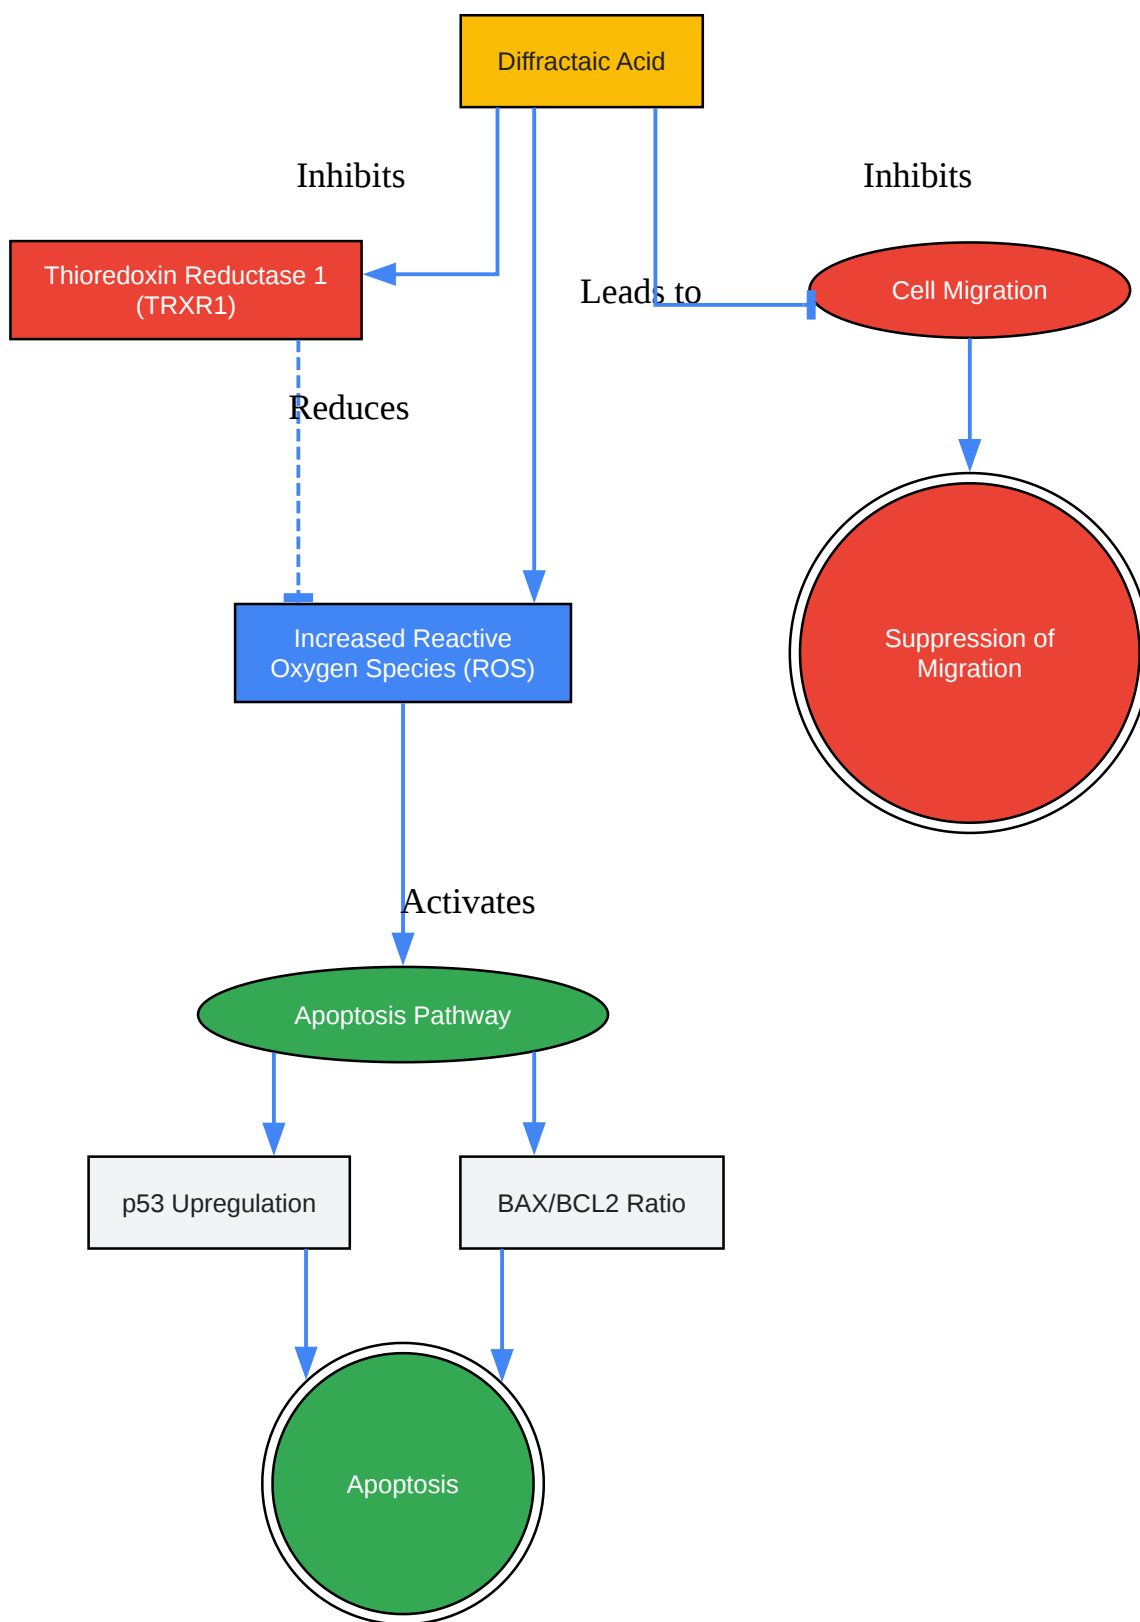 Diffractaic Acid
Inhibits
Inhibits
Thioredoxin Reductase 1
(TRXR1)
Leads to
Cell Migration
Reduces
Increased Reactive
Oxygen Species (ROS)
Suppression of
Migration
Activates
Apoptosis Pathway
p53 Upregulation
BAX/BCL2 Ratio
Apoptosis